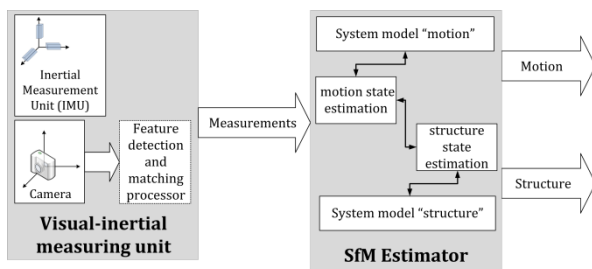 Inertial
Measurement
Unit (IMU)
Camera
Feature
detection
and
matching
processor
Visual-inertial
measuring unit
Measurements
System model “motion”
motion state
estimation
structure
state
estimation
System model “structure”
SfM Estimator
Motion
Structure